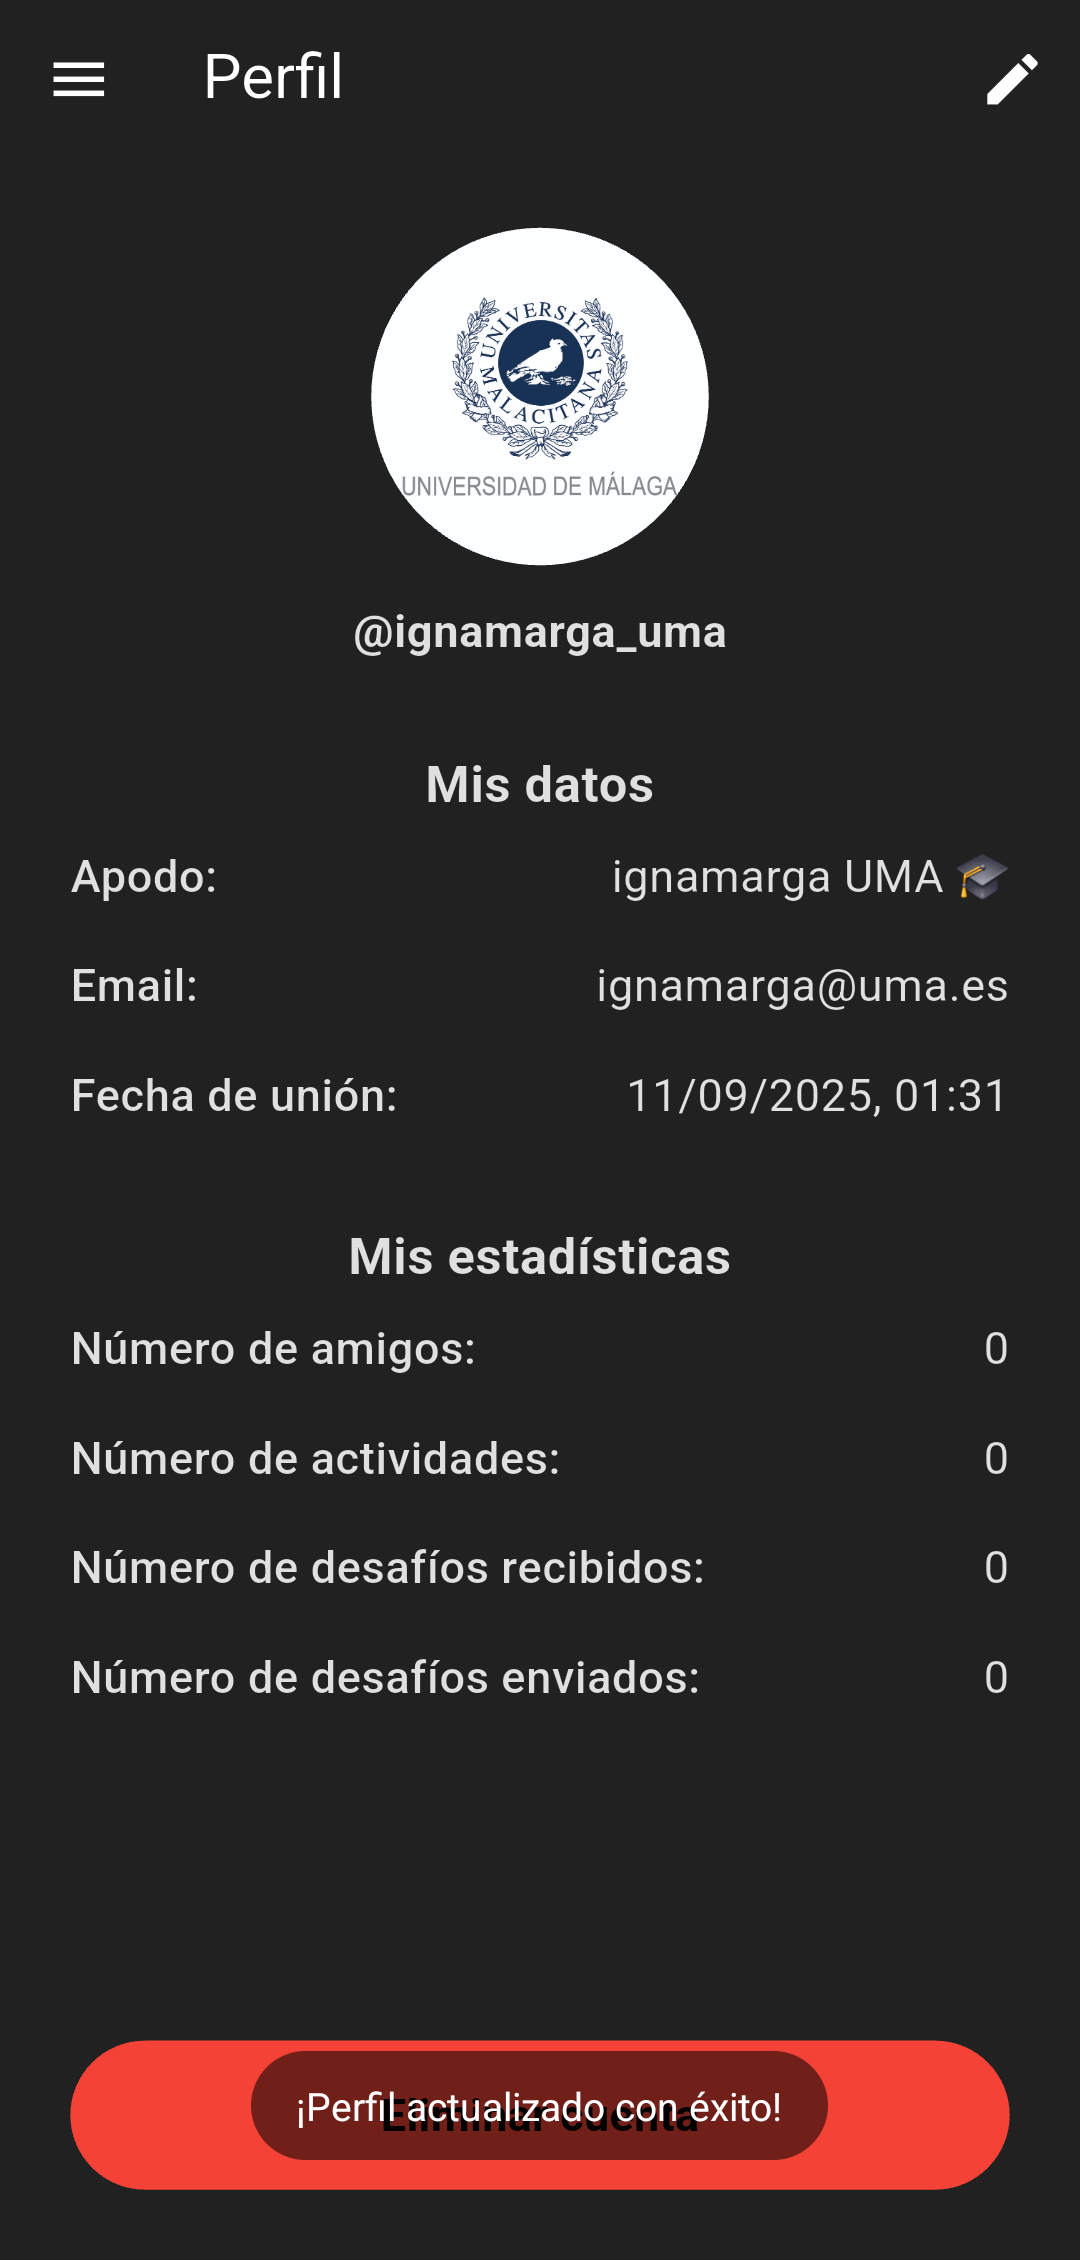 Perfil
UNIVERSITAS
MALACITANA
UNIVERSIDAD DE MÁLAGA
@ignamarga_uma
Mis datos
Apodo: ignamarga UMA 🎓
Email: ignamarga@uma.es
Fecha de unión: 11/09/2025, 01:31
Mis estadísticas
Número de amigos: 0
Número de actividades: 0
Número de desafíos recibidos: 0
Número de desafíos enviados: 0
Eliminar cuenta
¡Perfil actualizado con éxito!